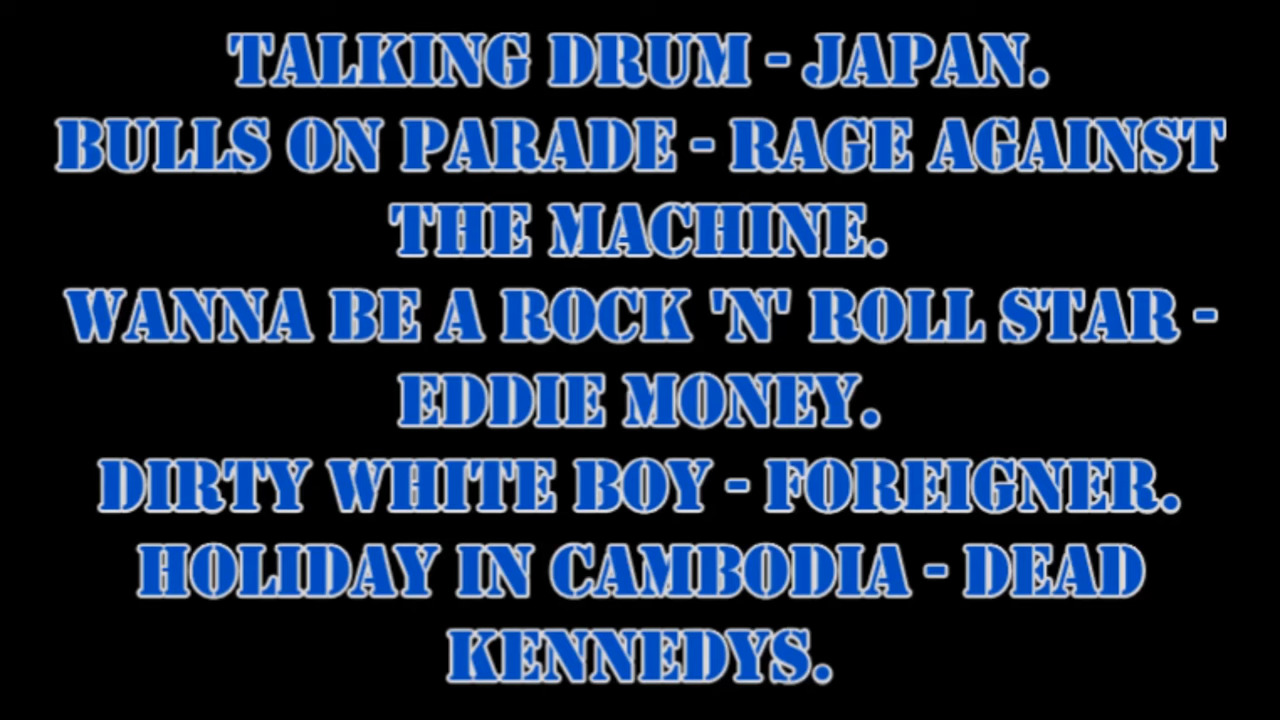 TALKING DRUM - JAPAN.
BULLS ON PARADE - RAGE AGAINST
THE MACHINE.
WANNA BE A ROCK 'N' ROLL STAR -
EDDIE MONEY.
DIRTY WHITE BOY - FOREIGNER.
HOLIDAY IN CAMBODIA - DEAD
KENNEDYS.